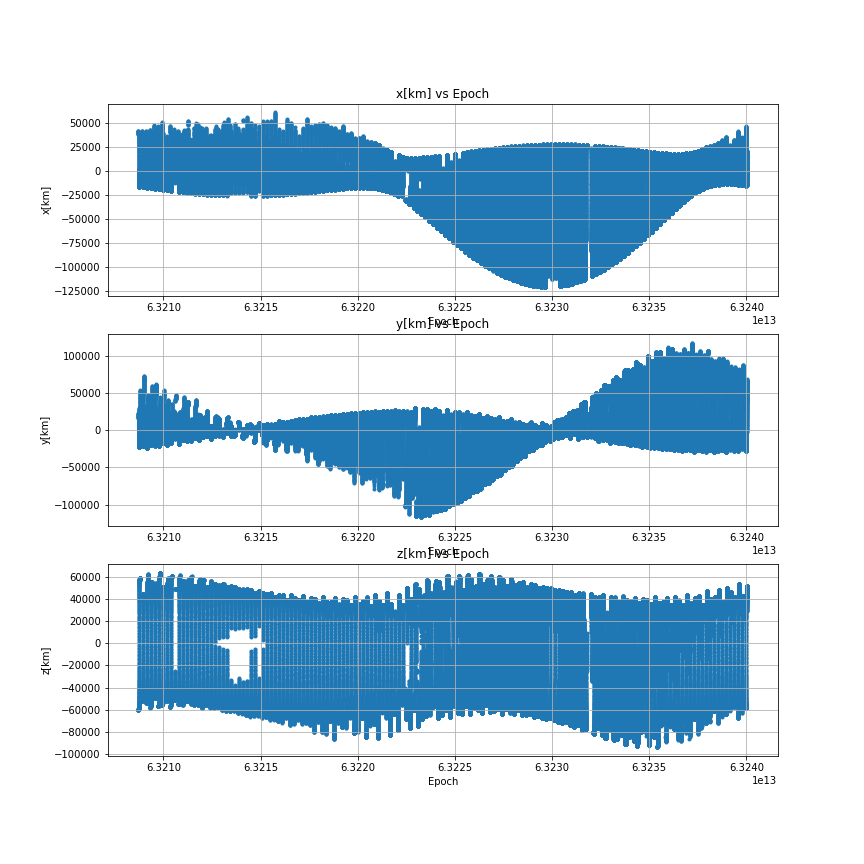 x[km] vs Epoch
x[km]
50000
25000
0
−25000
−50000
−75000
−100000
−125000
6.3210 6.3215 6.3220 6.3225 6.3230 6.3235 6.3240
1e13
Epoch
y[km] vs Epoch
y[km]
100000
50000
0
−50000
−100000
6.3210 6.3215 6.3220 6.3225 6.3230 6.3235 6.3240
1e13
Epoch
z[km] vs Epoch
z[km]
60000
40000
20000
0
−20000
−40000
−60000
−80000
−100000
6.3210 6.3215 6.3220 6.3225 6.3230 6.3235 6.3240
1e13
Epoch